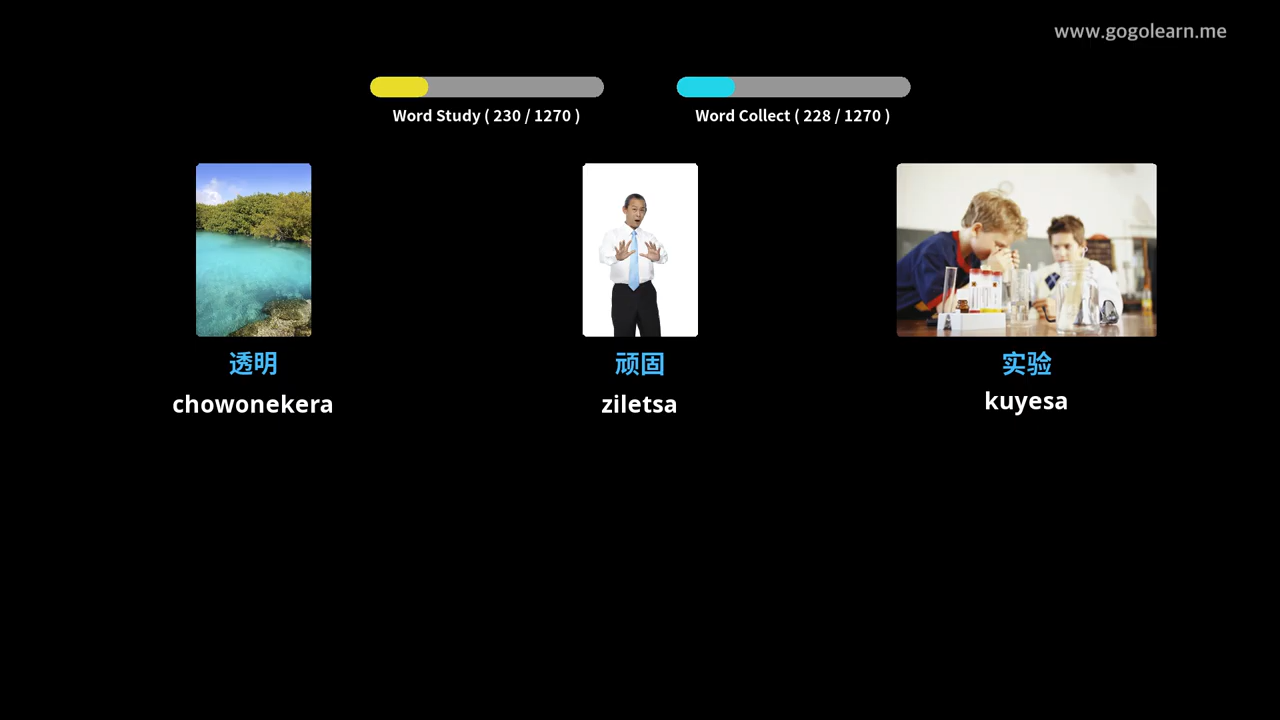 www.gogolearn.me
Word Study ( 230 / 1270 )
Word Collect ( 228 / 1270 )
透明
顽固
实验
chowonekera
ziletsa
kuyesa